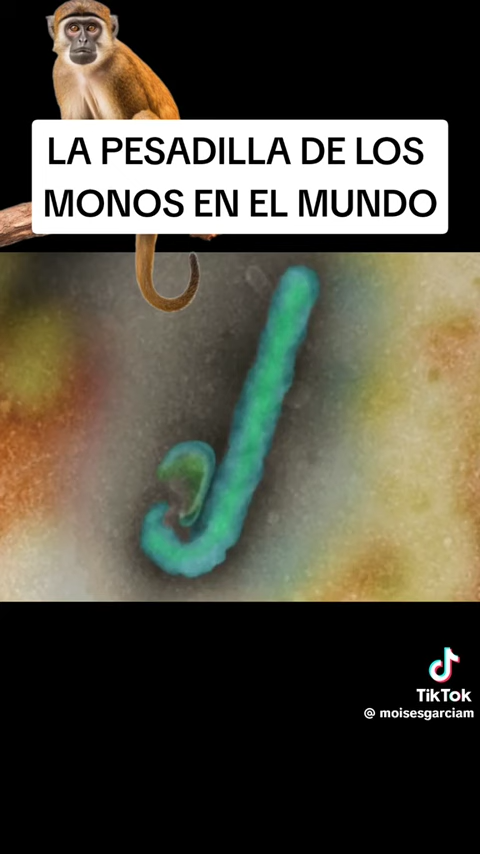 LA PESADILLA DE LOS
MONOS EN EL MUNDO
TikTok
@ moisesgarciam